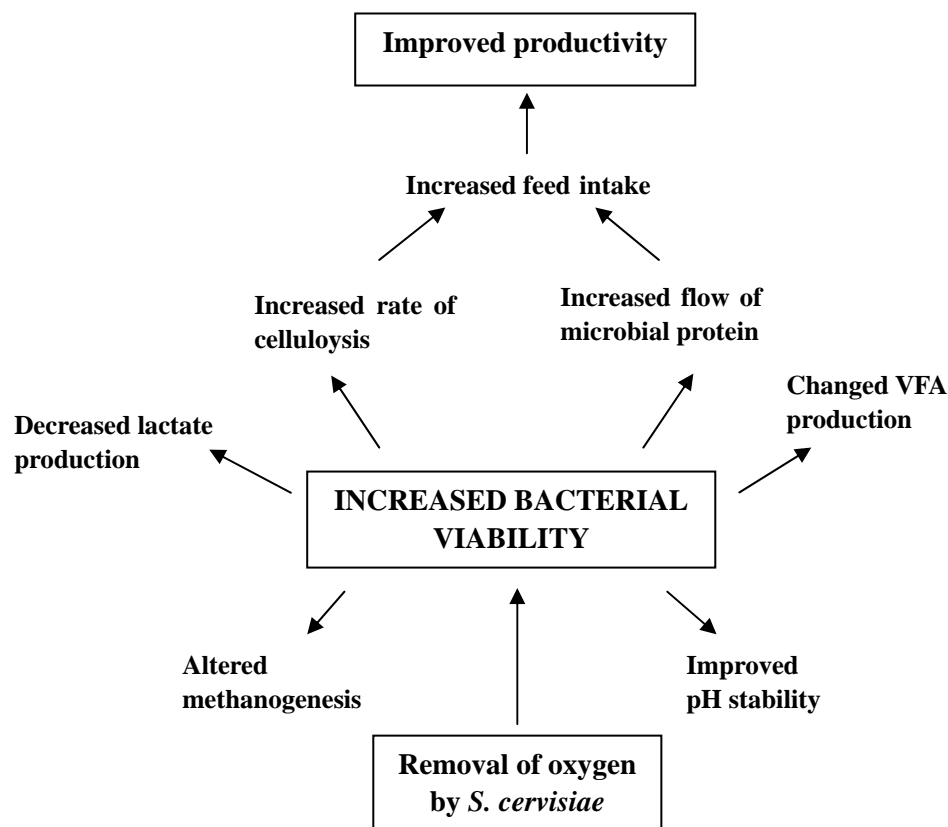 Improved productivity
Increased feed intake
Increased rate of
celluloysis
Increased flow of
microbial protein
Changed VFA
production
Decreased lactate
production
INCREASED BACTERIAL
VIABILITY
Altered
methanogenesis
Improved
pH stability
Removal of oxygen
by S. cervisiae